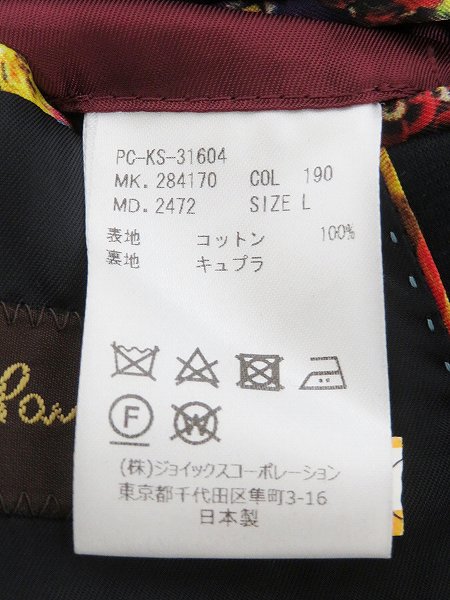 PC-KS-31604
MK. 284170 COL 190
MD. 2472 SIZE L
表地 コットン 100%
裏地 キュプラ
F
W
(株)ジョイックスコーポレーション
東京都千代田区隼町3-16
日本製